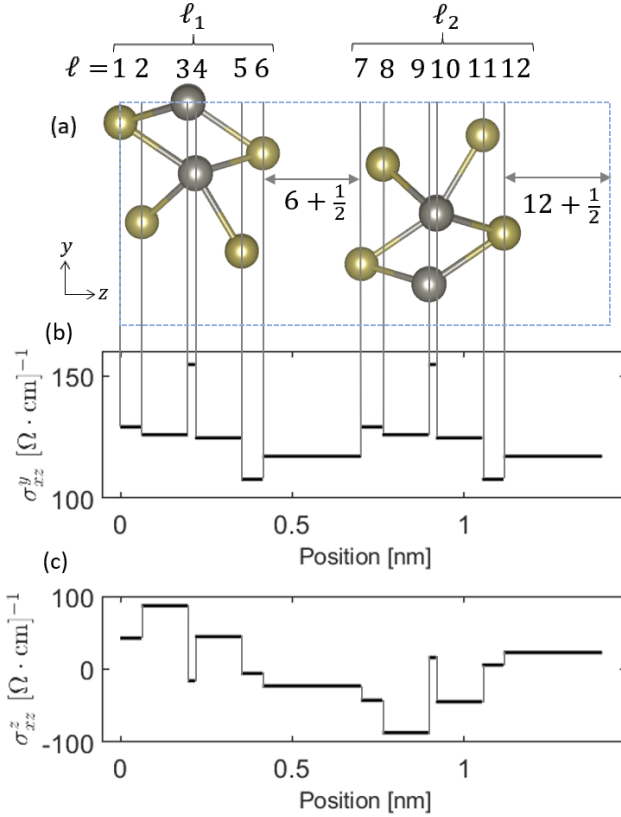 ℓ₁ ℓ₂
ℓ = 1 2 3 4 5 6 7 8 9 10 11 12
(a)
6 + 1/2
12 + 1/2
y
z
(b)
150
100
σ^y_xz [Ω · cm]⁻¹
0 0.5 1
Position [nm]
(c)
100
0
-100
σ^z_xz [Ω · cm]⁻¹
0 0.5 1
Position [nm]